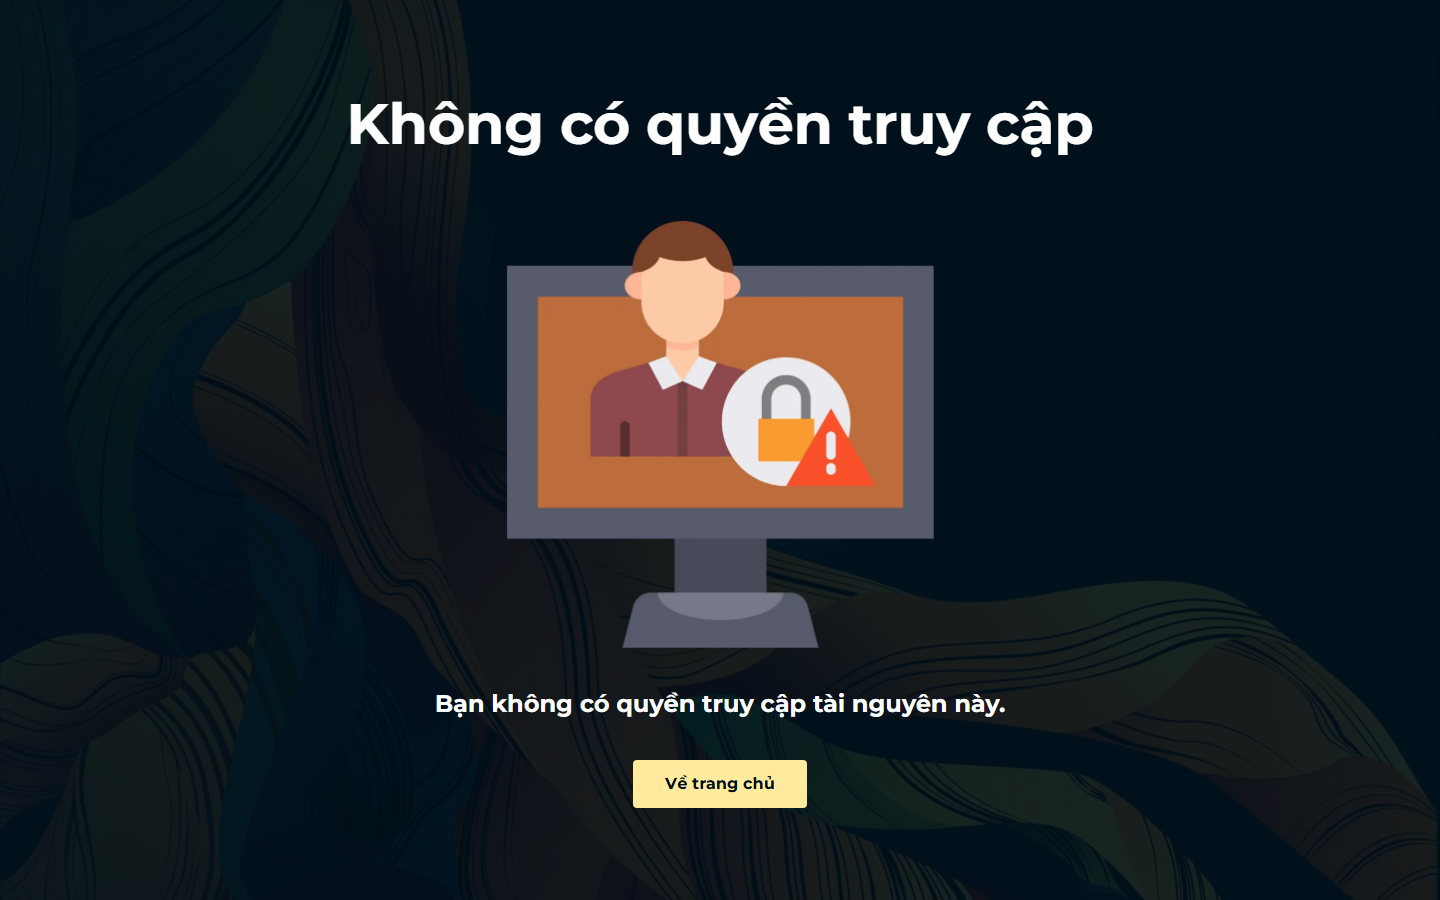 Không có quyền truy cập
Bạn không có quyền truy cập tài nguyên này.
Về trang chủ